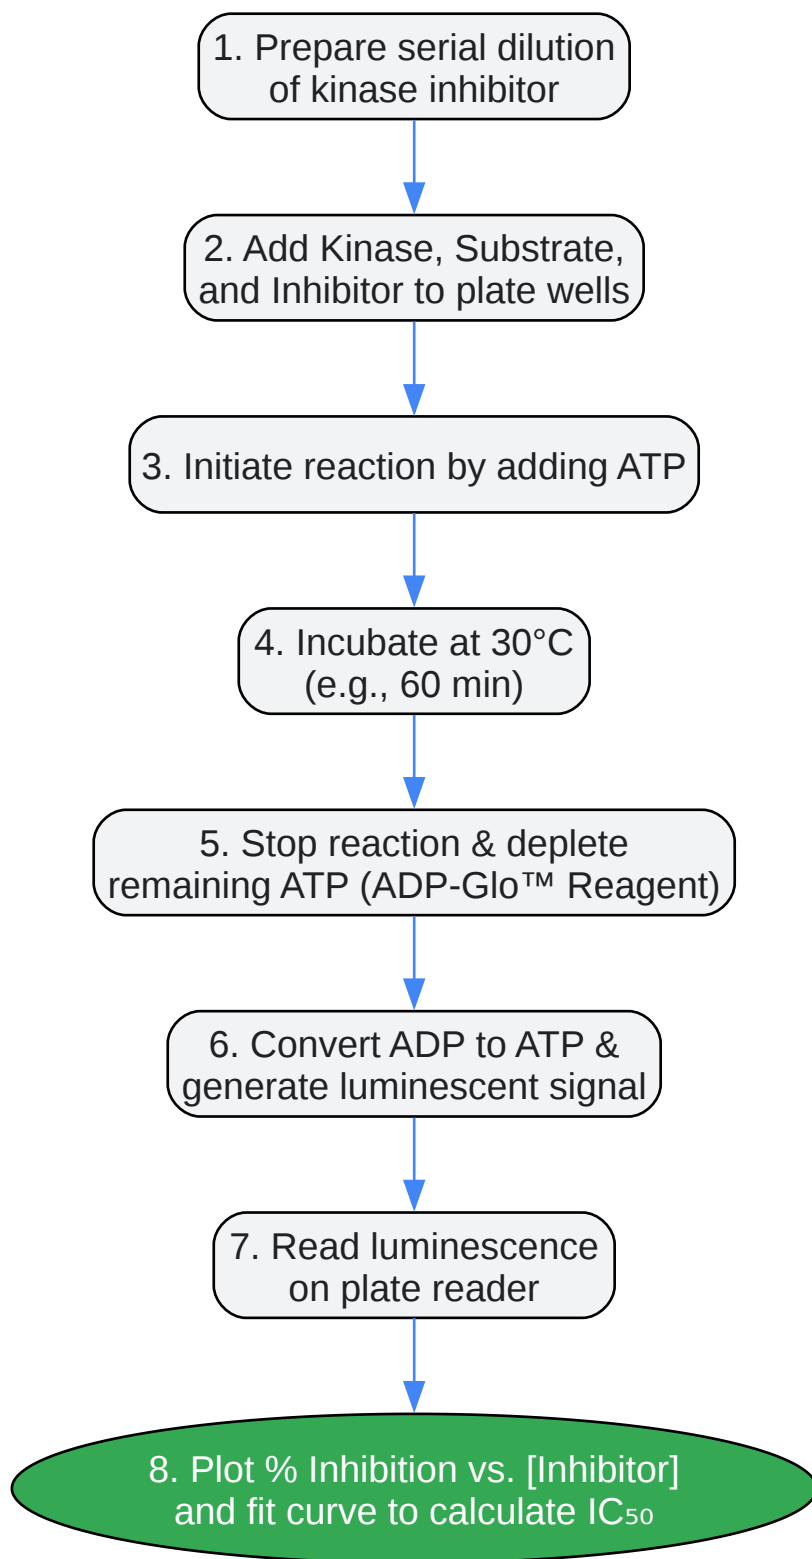 1. Prepare serial dilution
of kinase inhibitor
2. Add Kinase, Substrate,
and Inhibitor to plate wells
3. Initiate reaction by adding ATP
4. Incubate at 30°C
(e.g., 60 min)
5. Stop reaction & deplete
remaining ATP (ADP-Glo™ Reagent)
6. Convert ADP to ATP &
generate luminescent signal
7. Read luminescence
on plate reader
8. Plot % Inhibition vs. [Inhibitor]
and fit curve to calculate IC₅₀